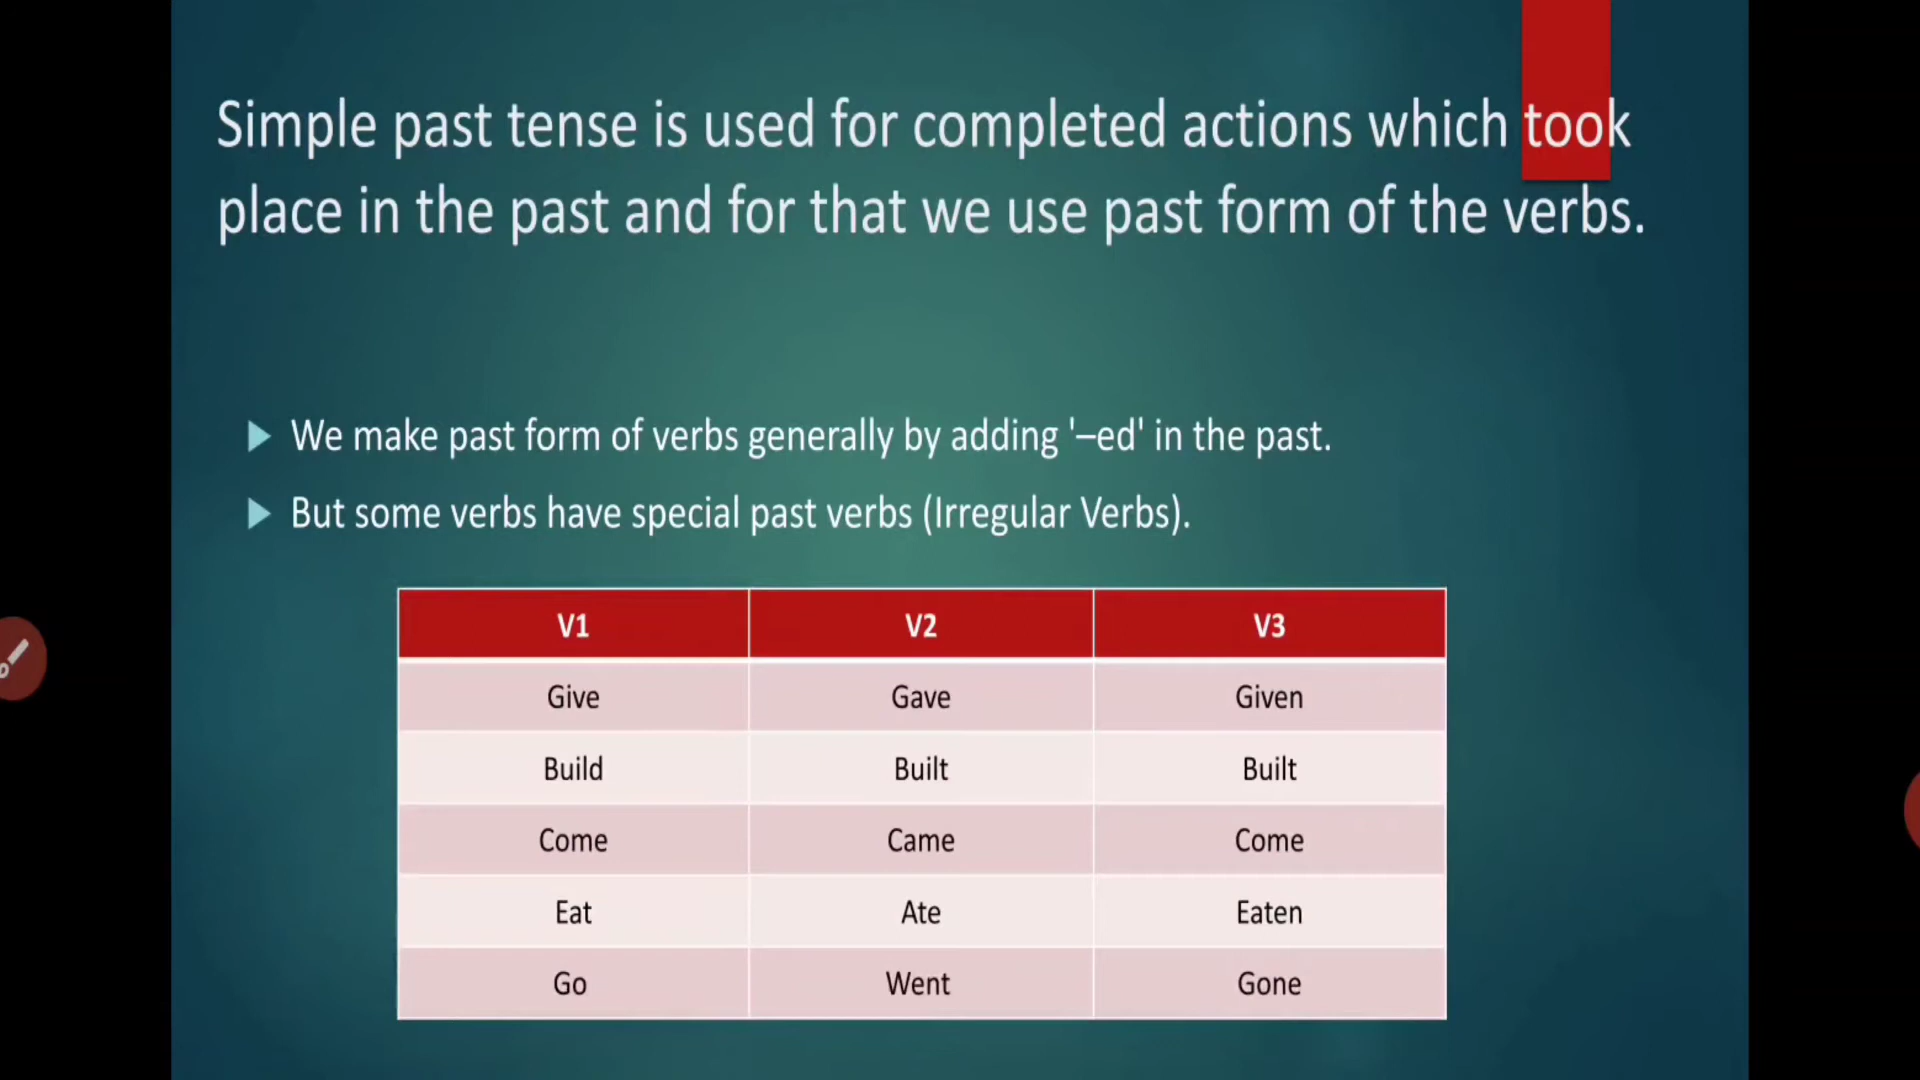 Simple past tense is used for completed actions which took
place in the past and for that we use past form of the verbs.
We make past form of verbs generally by adding '–ed' in the past.
But some verbs have special past verbs (Irregular Verbs).
V1 V2 V3
Give Gave Given
Build Built Built
Come Came Come
Eat Ate Eaten
Go Went Gone